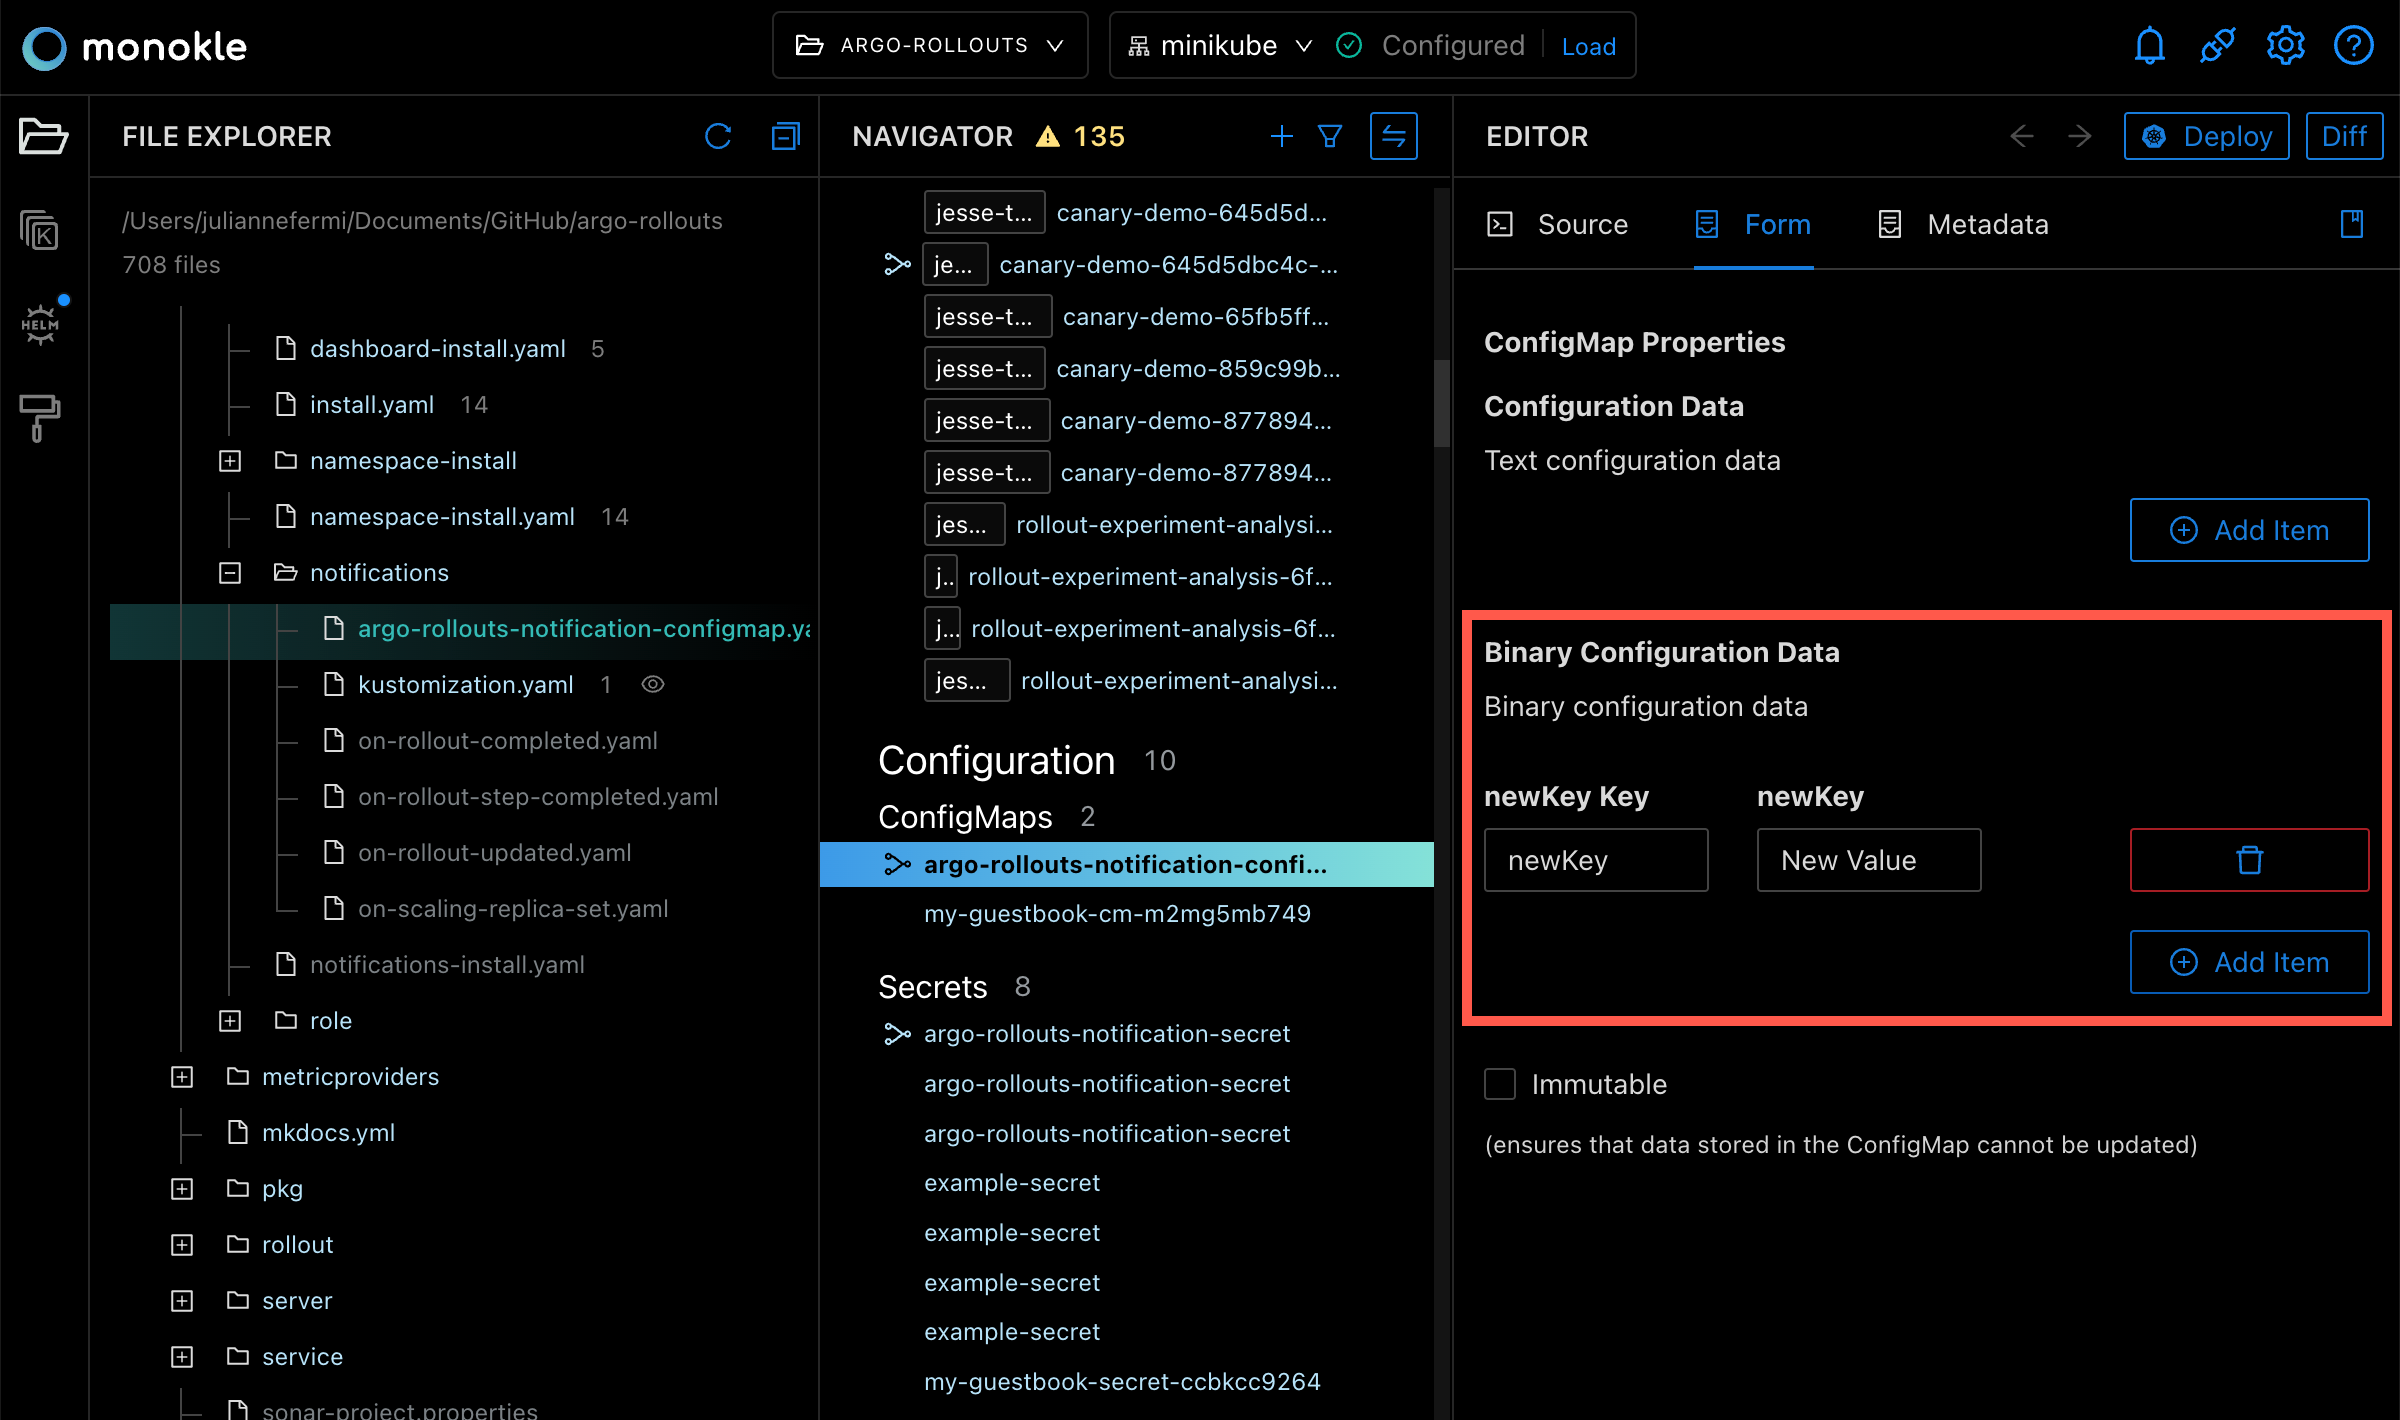 monokle
ARGO-ROLLOUTS
minikube
Configured
Load
FILE EXPLORER
/Users/juliannefermi/Documents/GitHub/argo-rollouts
708 files
dashboard-install.yaml 5
install.yaml 14
namespace-install
namespace-install.yaml 14
notifications
argo-rollouts-notification-configmap.ya
kustomization.yaml 1
on-rollout-completed.yaml
on-rollout-step-completed.yaml
on-rollout-updated.yaml
on-scaling-replica-set.yaml
notifications-install.yaml
role
metricproviders
mkdocs.yml
pkg
rollout
server
service
sonar-project.properties
K
HELM
NAVIGATOR 135
jesse-t... canary-demo-645d5d...
je... canary-demo-645d5dbc4c-...
jesse-t... canary-demo-65fb5ff...
jesse-t... canary-demo-859c99b...
jesse-t... canary-demo-877894...
jesse-t... canary-demo-877894...
jes... rollout-experiment-analysi...
j.. rollout-experiment-analysis-6f...
j... rollout-experiment-analysis-6f...
jes... rollout-experiment-analysi...
Configuration 10
ConfigMaps 2
argo-rollouts-notification-confi...
my-guestbook-cm-m2mg5mb749
Secrets 8
argo-rollouts-notification-secret
argo-rollouts-notification-secret
argo-rollouts-notification-secret
example-secret
example-secret
example-secret
example-secret
my-guestbook-secret-ccbkcc9264
EDITOR
Deploy
Diff
Source
Form
Metadata
ConfigMap Properties
Configuration Data
Text configuration data
Add Item
Binary Configuration Data
Binary configuration data
newKey Key newKey
newKey New Value
Add Item
Immutable
(ensures that data stored in the ConfigMap cannot be updated)